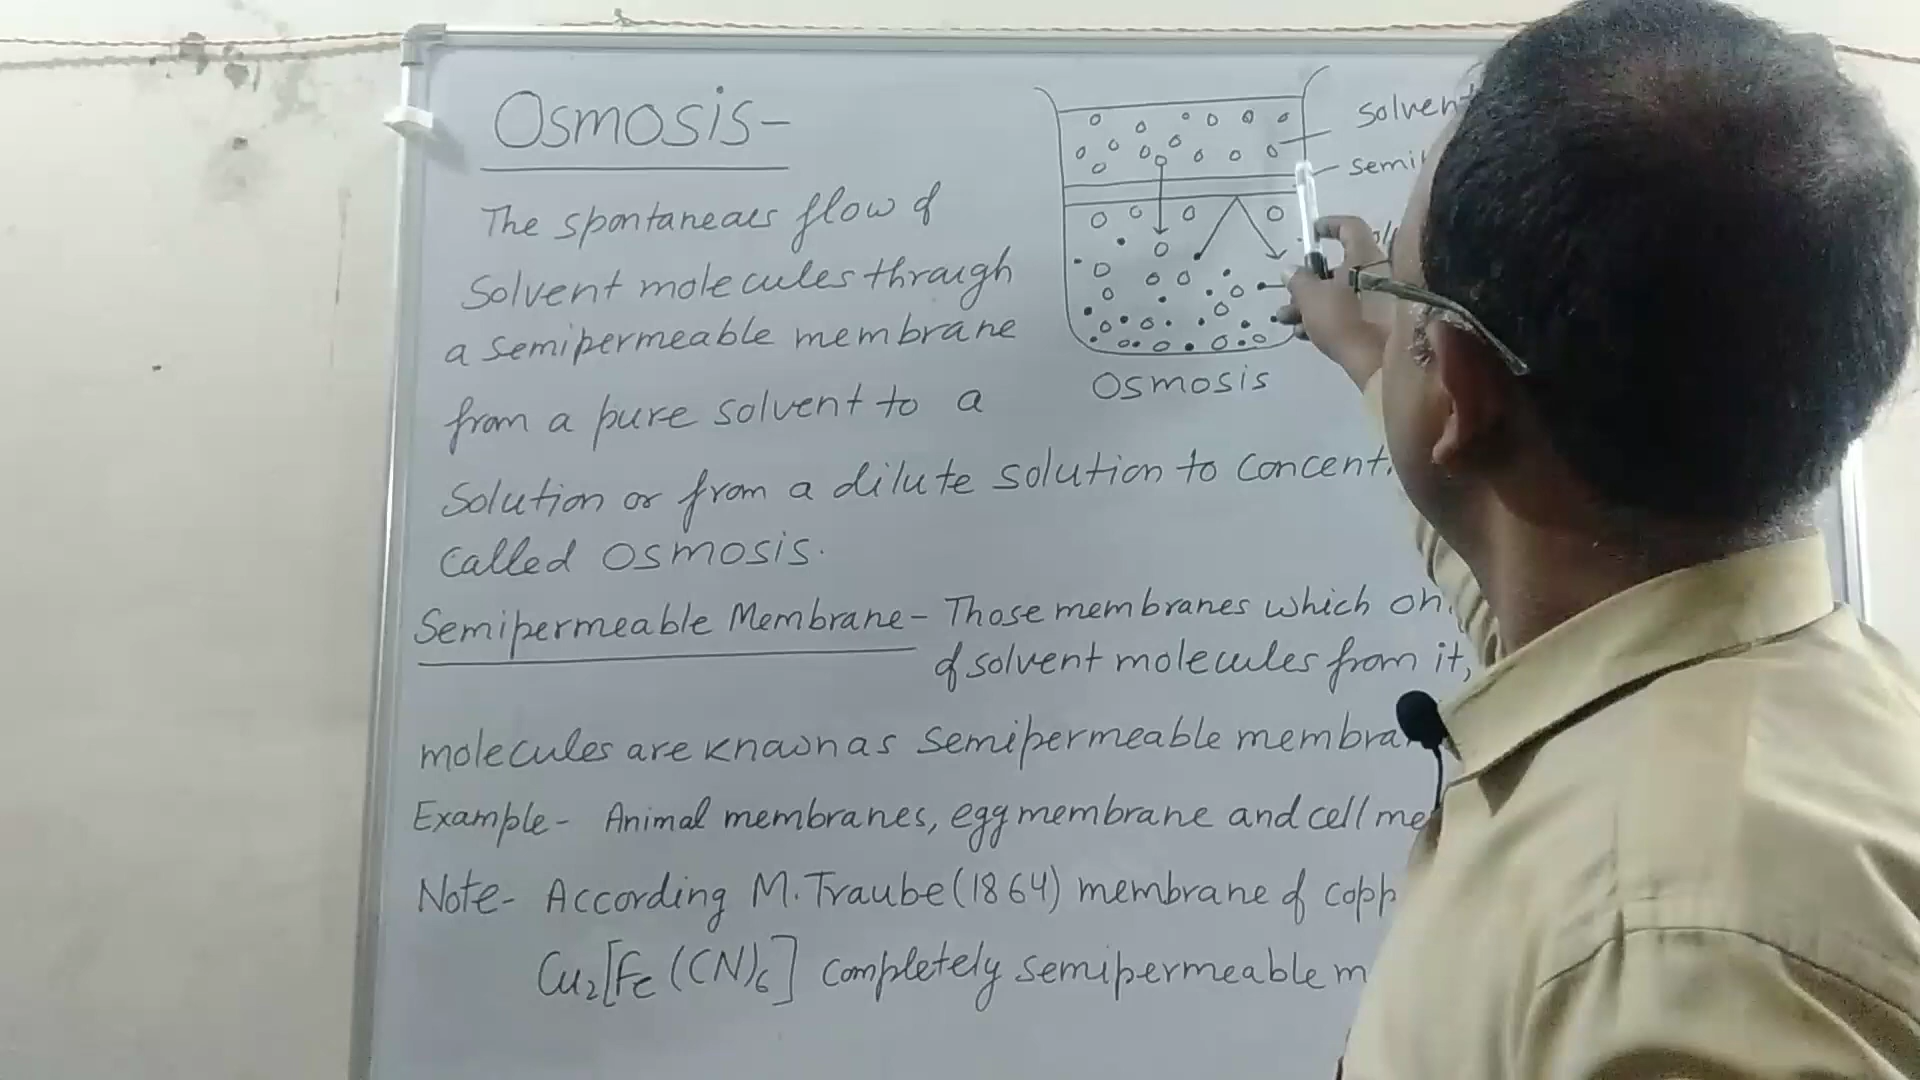 Osmosis-
The spontaneous flow of
Solvent molecules through
a semipermeable membrane
from a pure solvent to a
Solution or from a dilute solution to concent
called osmosis.
Solvent
semi
Osmosis
Semipermeable Membrane- Those membranes which
of solvent molecules from it,
molecules are known as semipermeable membra
Example- Animal membranes, egg membrane and cell me
Note- According M. Traube (1864) membrane of copp
Cu₂[Fe(CN)₆] completely semipermeable m